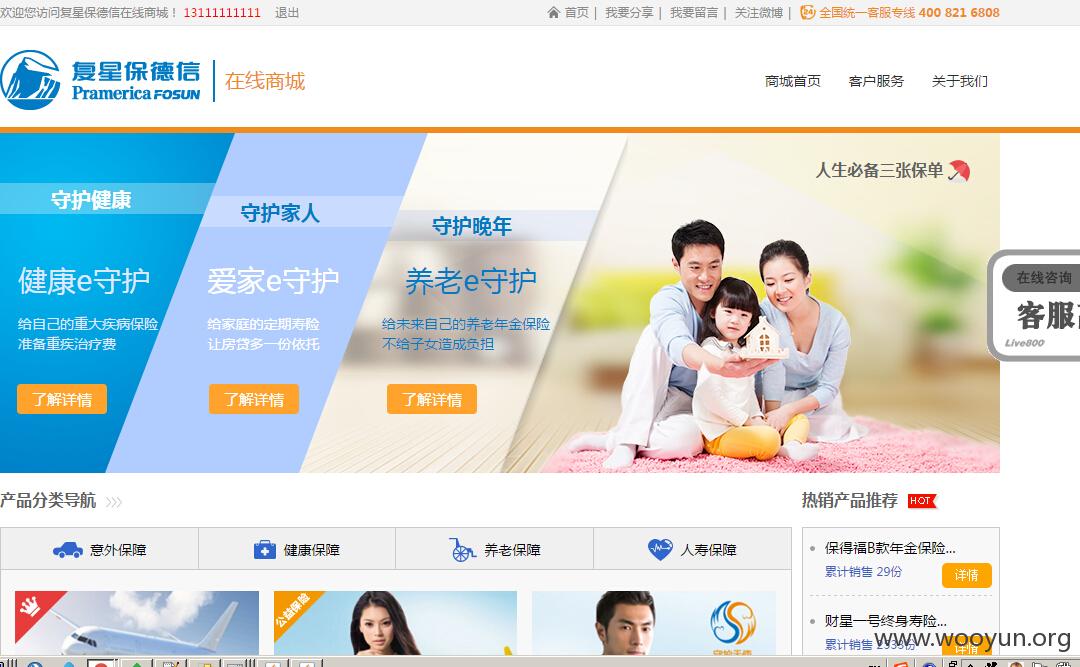 欢迎您访问复星保德信在线商城！ 13111111111 退出
首页 | 我要分享 | 我要留言 | 关注微博 | 24 全国统一客服专线 400 821 6808
复星保德信
Pramerica FOSUN
在线商城
商城首页 客户服务 关于我们
人生必备三张保单
守护健康
健康e守护
给自己的重大疾病保险
准备重疾治疗费
了解详情
守护家人
爱家e守护
给家庭的定期寿险
让房贷多一份依托
了解详情
守护晚年
养老e守护
给未来自己的养老年金保险
不给子女造成负担
了解详情
在线咨询
客服
Live800
产品分类导航
意外保障 健康保障 养老保障 人寿保障
公益保险
热销产品推荐 HOT
保得福B款年金保险...
累计销售 29份
详情
财星一号终身寿险...
累计销售
详情
www.wooyun.org